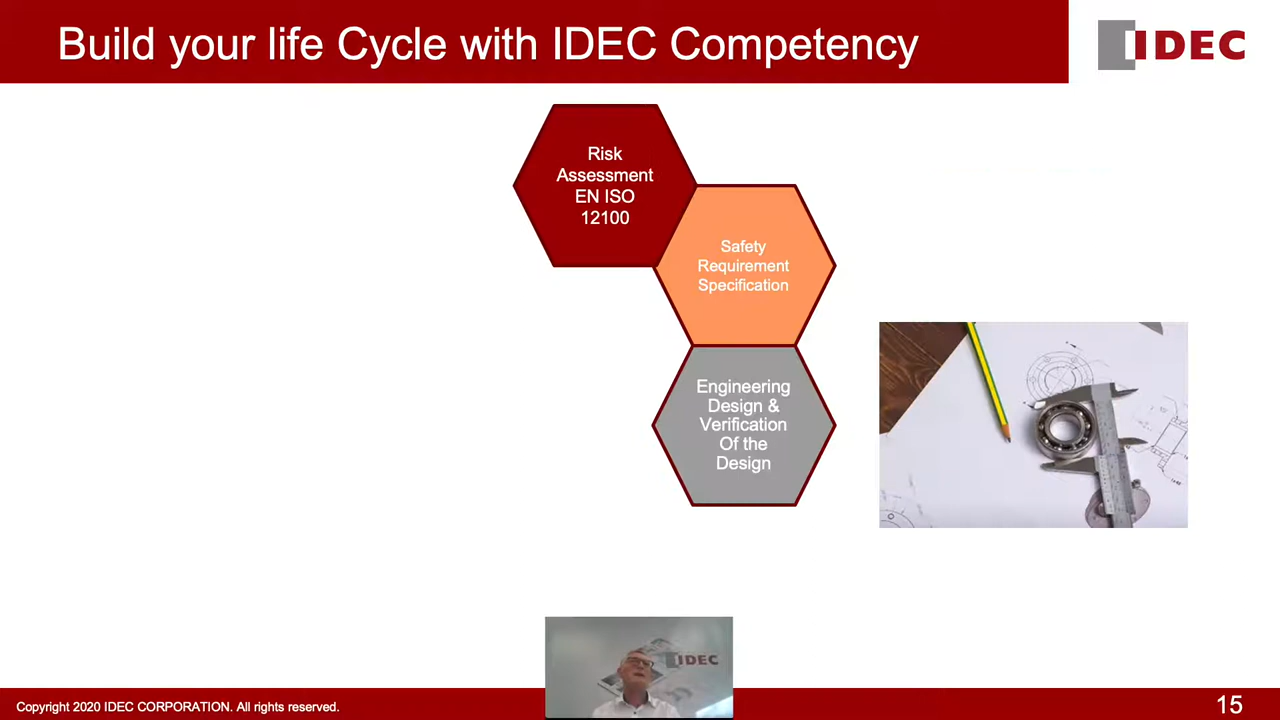 Build your life Cycle with IDEC Competency
IDEC
Risk
Assessment
EN ISO
12100
Safety
Requirement
Specification
Engineering
Design &
Verification
Of the
Design
IDEC
Copyright 2020 IDEC CORPORATION. All rights reserved.
15